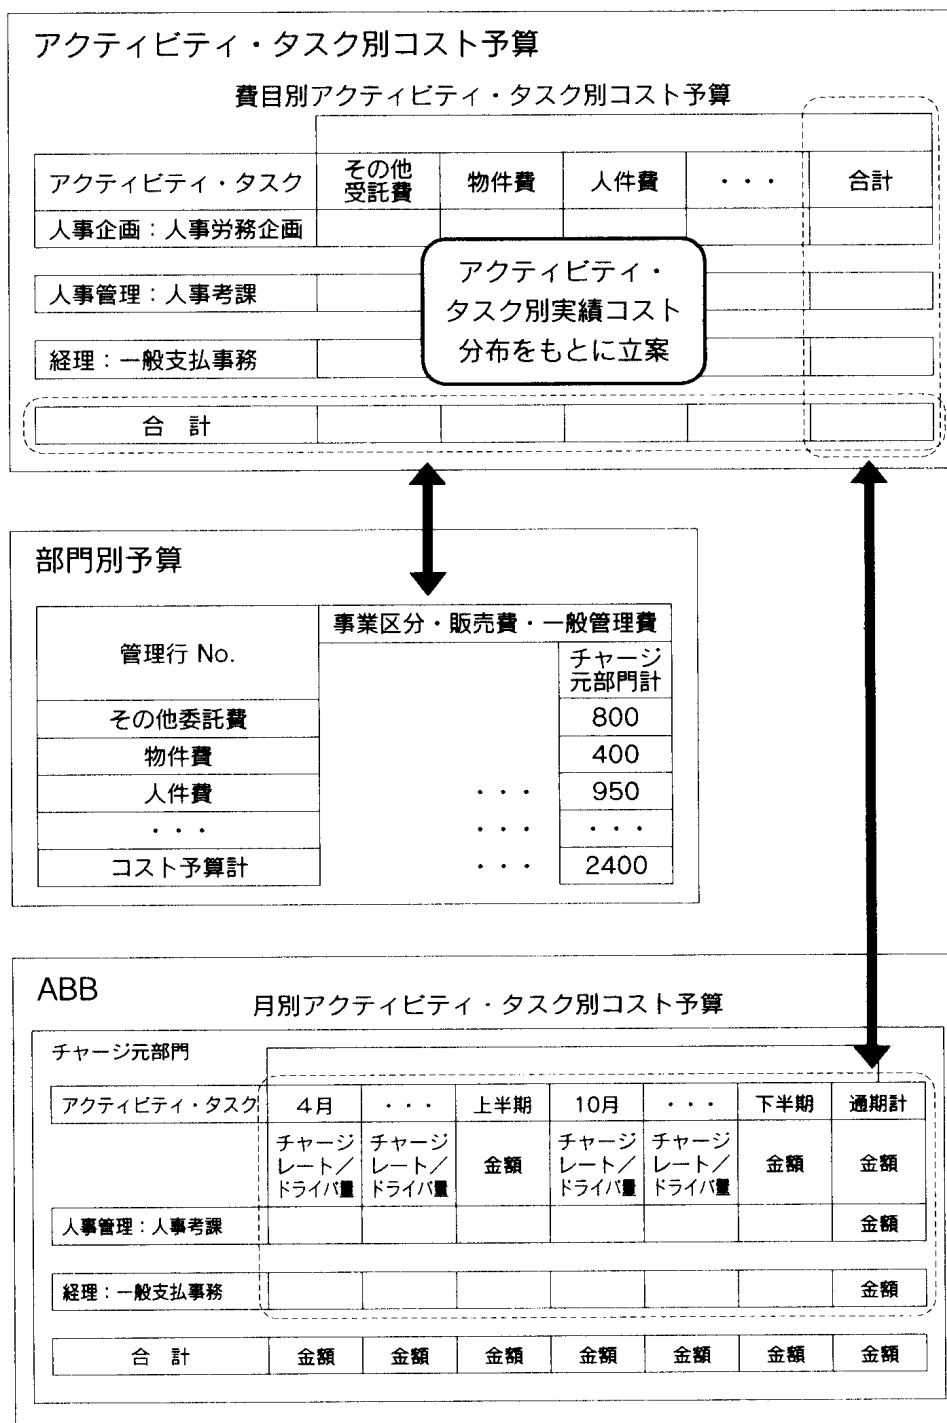 アクティビティ・タスク別コスト予算
費目別アクティビティ・タスク別コスト予算
アクティビティ・タスク その他受託費 物件費 人件費 ・・・ 合計
人事企画：人事労務企画
人事管理：人事考課
経理：一般支払事務
合 計
アクティビティ・
タスク別実績コスト
分布をもとに立案
部門別予算
管理行 No. 事業区分・販売費・一般管理費
チャージ
元部門計
その他委託費 800
物件費 400
人件費 ・・・ 950
・・・ ・・・ ・・・
コスト予算計 ・・・ 2400
ABB
月別アクティビティ・タスク別コスト予算
チャージ元部門
アクティビティ・タスク 4月 ・・・ 上半期 10月 ・・・ 下半期 通期計
チャージレート／ドライバ量 チャージレート／ドライバ量 金額 チャージレート／ドライバ量 チャージレート／ドライバ量 金額 金額
人事管理：人事考課 金額
経理：一般支払事務 金額
合 計 金額 金額 金額 金額 金額 金額 金額